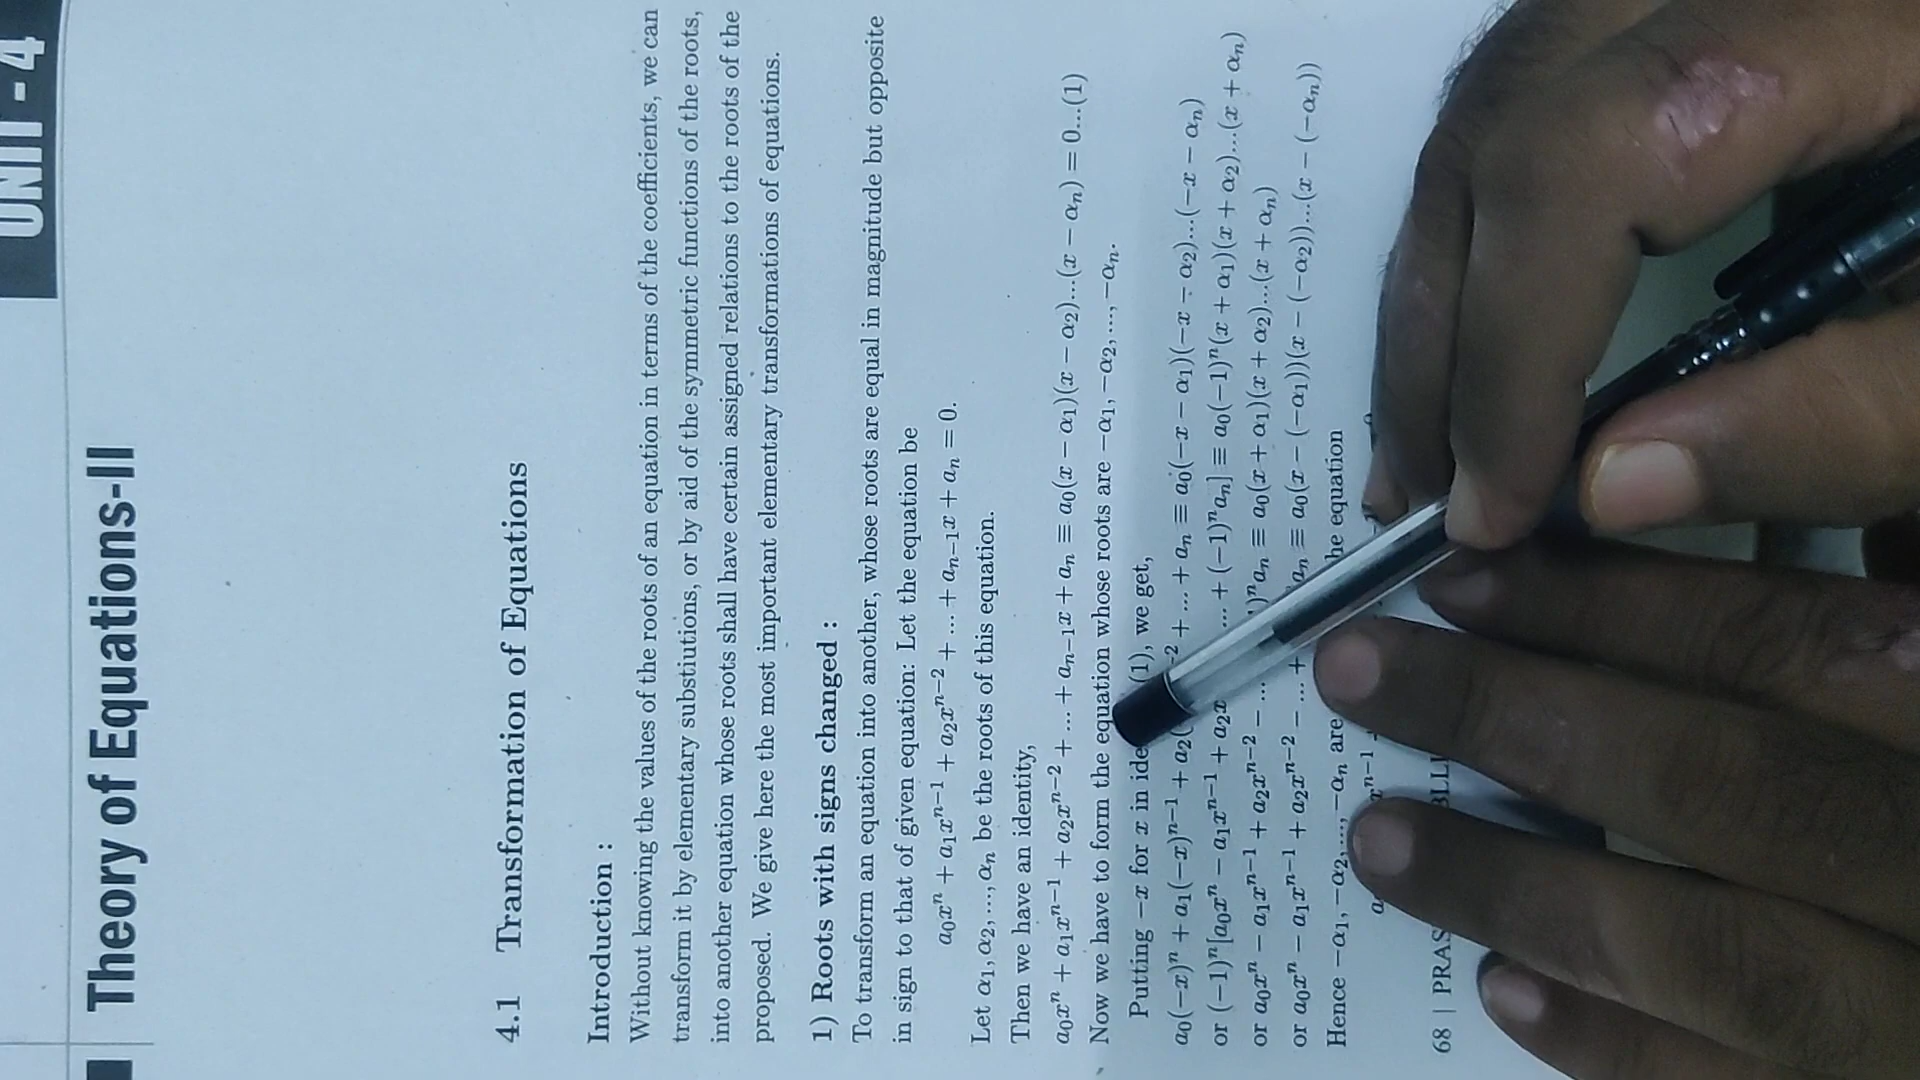 UNIT - 4
Theory of Equations-II
4.1 Transformation of Equations
Introduction :
Without knowing the values of the roots of an equation in terms of the coefficients, we can
transform it by elementary substiutions, or by aid of the symmetric functions of the roots,
into another equation whose roots shall have certain assigned relations to the roots of the
proposed. We give here the most important elementary transformations of equations.
1) Roots with signs changed :
To transform an equation into another, whose roots are equal in magnitude but opposite
in sign to that of given equation: Let the equation be
a₀xⁿ + a₁xⁿ⁻¹ + a₂xⁿ⁻² + ... + aₙ₋₁x + aₙ = 0.
Let α₁, α₂, ..., αₙ be the roots of this equation.
Then we have an identity,
a₀xⁿ + a₁xⁿ⁻¹ + a₂xⁿ⁻² + ... + aₙ₋₁x + aₙ ≡ a₀(x − α₁)(x − α₂)...(x − αₙ) = 0...(1)
Now we have to form the equation whose roots are −α₁, −α₂, ..., −αₙ.
Putting −x for x in (1), we get,
a₀(−x)ⁿ + a₁(−x)ⁿ⁻¹ + a₂( ⁻² + ... + aₙ ≡ a₀(−x − α₁)(−x − α₂)...(−x − αₙ)
or (−1)ⁿ[a₀xⁿ − a₁xⁿ⁻¹ + a₂x ... + (−1)ⁿaₙ] ≡ a₀(−1)ⁿ(x + α₁)(x + α₂)...(x + αₙ)
or a₀xⁿ − a₁xⁿ⁻¹ + a₂xⁿ⁻² − ... 1)ⁿaₙ ≡ a₀(x + α₁)(x + α₂)...(x + αₙ)
or a₀xⁿ − a₁xⁿ⁻¹ + a₂xⁿ⁻² − ... + aₙ ≡ a₀(x − (−α₁))(x − (−α₂))...(x − (−αₙ))
Hence −α₁, −α₂, ..., −αₙ are equation
xⁿ⁻¹
68 |